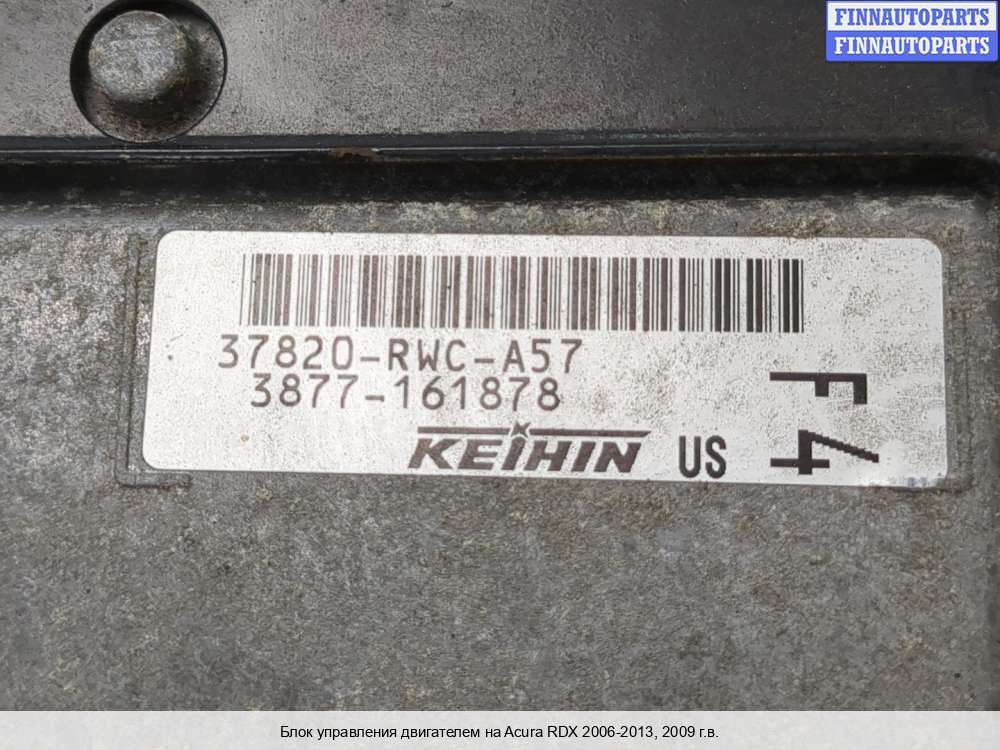 FINNAUTOPARTS
FINNAUTOPARTS
37820-RWC-A57
3877-161878
KEIHIN US
F4
Блок управления двигателем на Acura RDX 2006-2013, 2009 г.в.